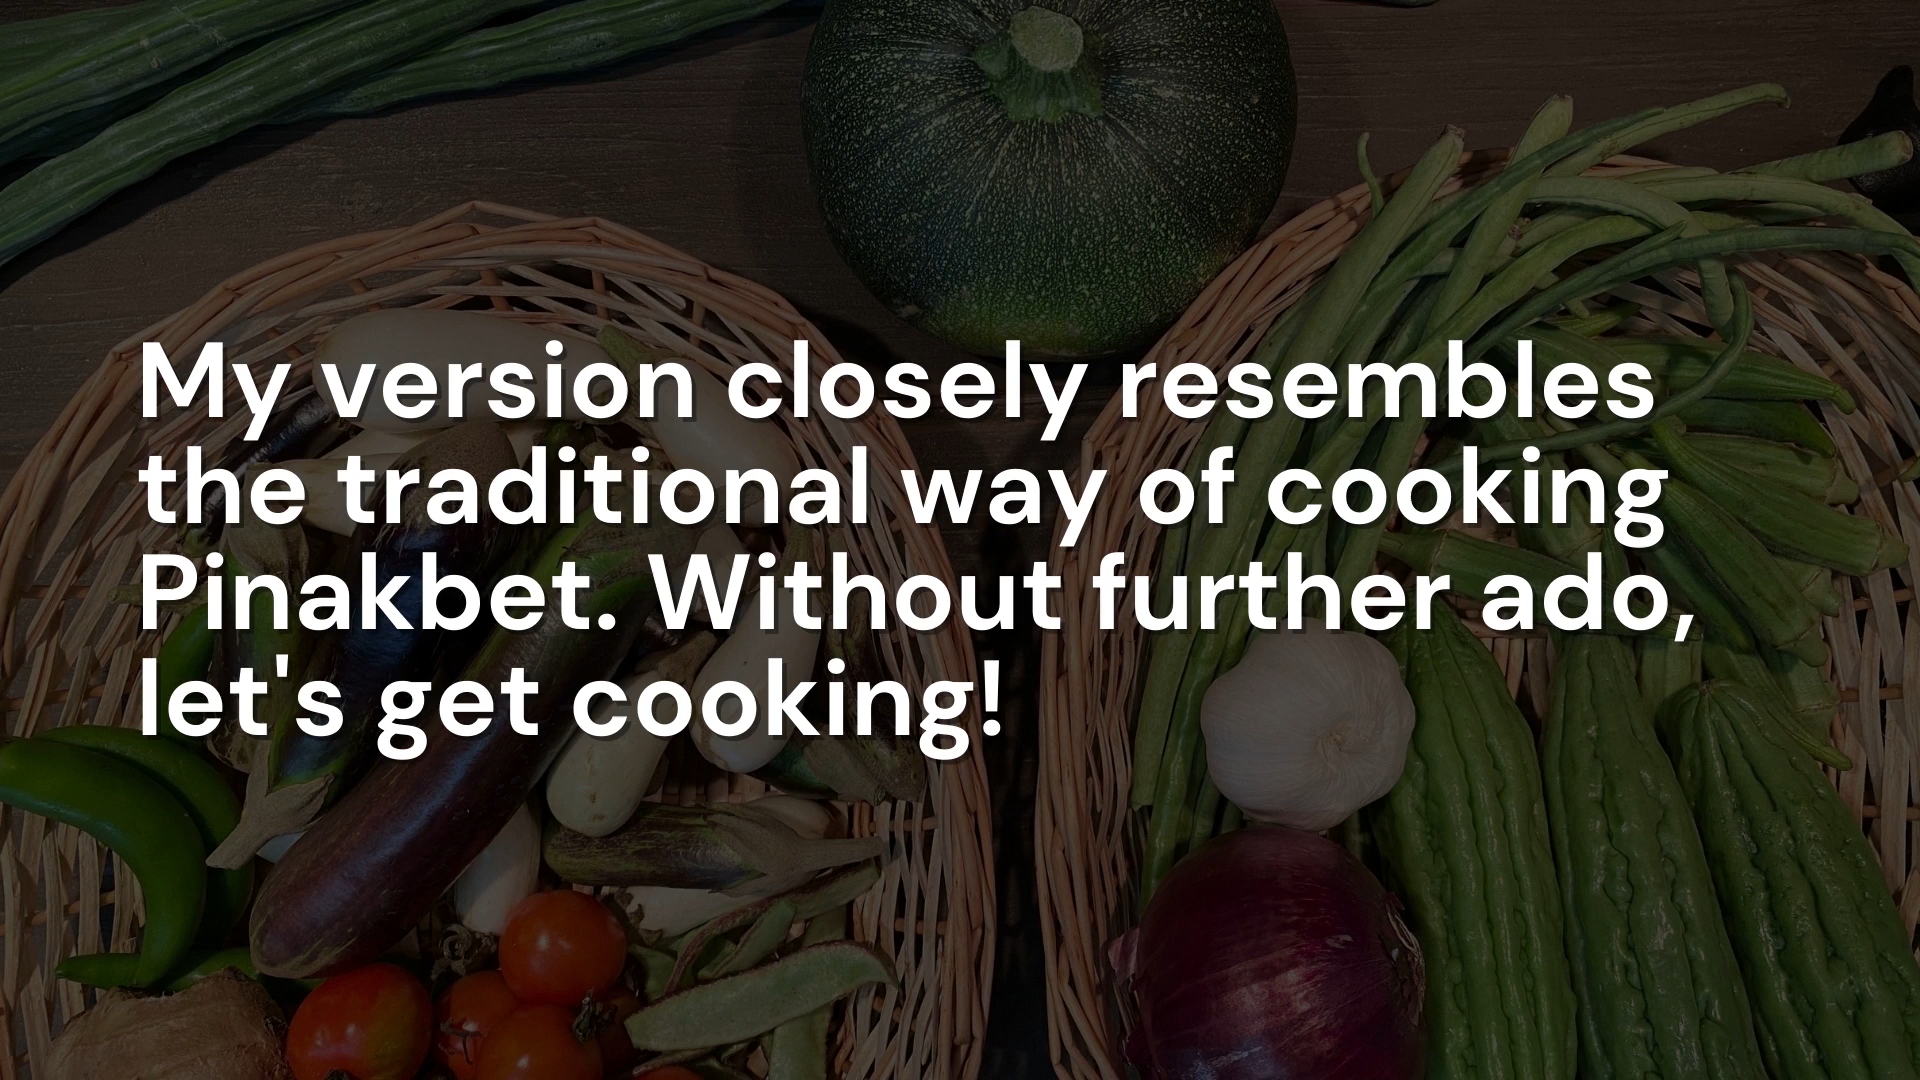 My version closely resembles
the traditional way of cooking
Pinakbet. Without further ado,
let's get cooking!